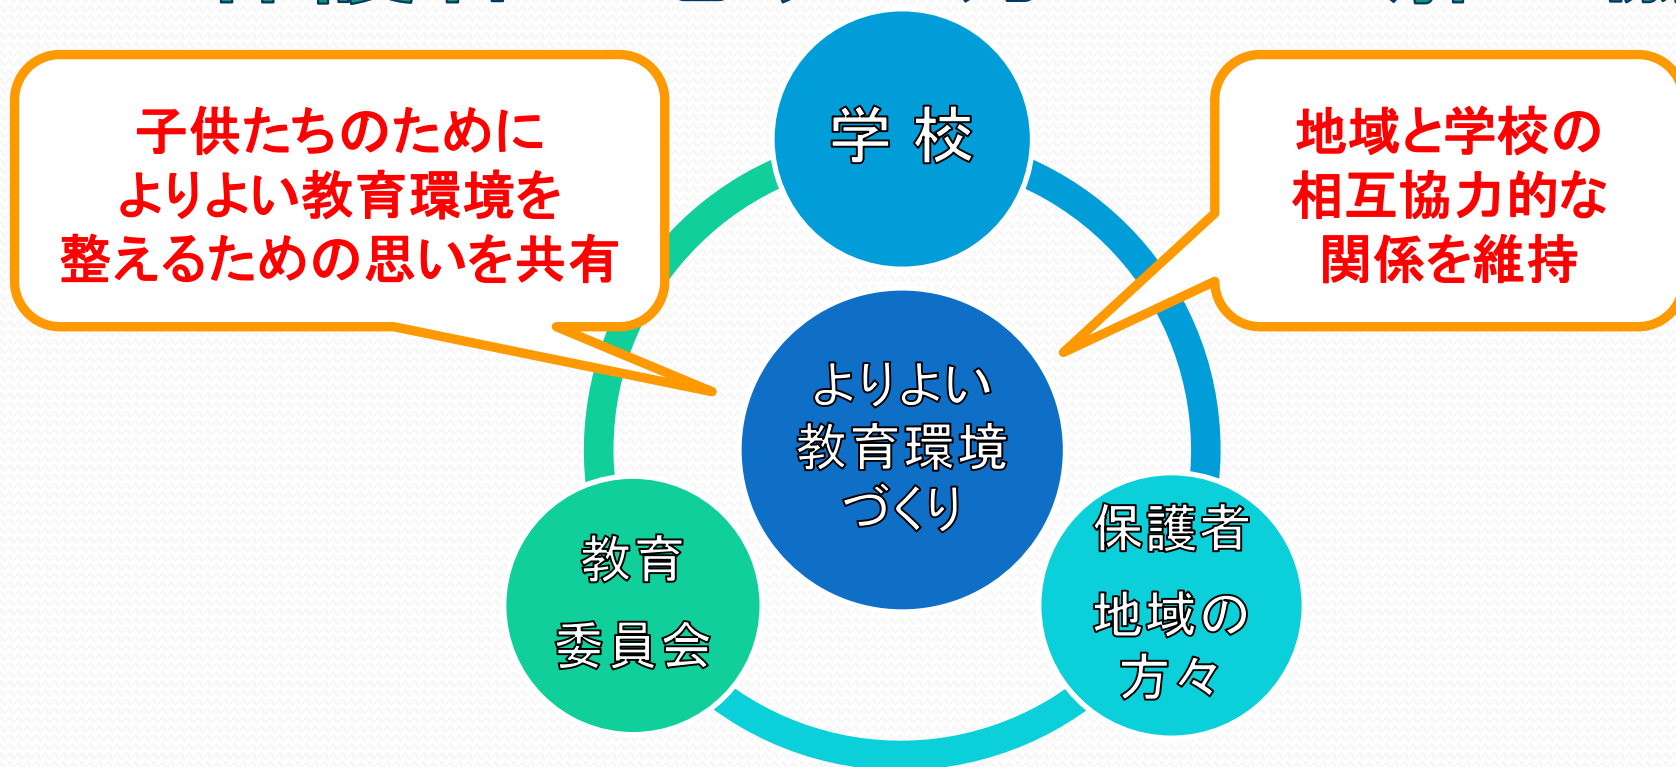 子供たちのために
よりよい教育環境を
整えるための思いを共有
学 校
地域と学校の
相互協力的な
関係を維持
よりよい
教育環境
づくり
教育
委員会
保護者
地域の
方々